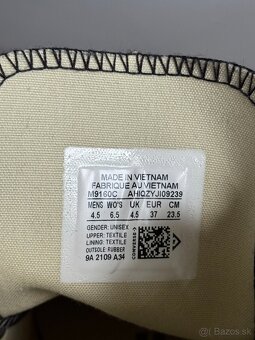 MADE IN VIETNAM
FABRIQUE AU VIETNAM
M9160C AHIOZYJI09239
MENS WO'S UK EUR CM
4.5 6.5 4.5 37 23.5
GENDER: UNISEX
UPPER: TEXTILE
LINING: TEXTILE
OUTSOLE: RUBBER
9A 2109 A34
CONVERSE
© sbazar.sk